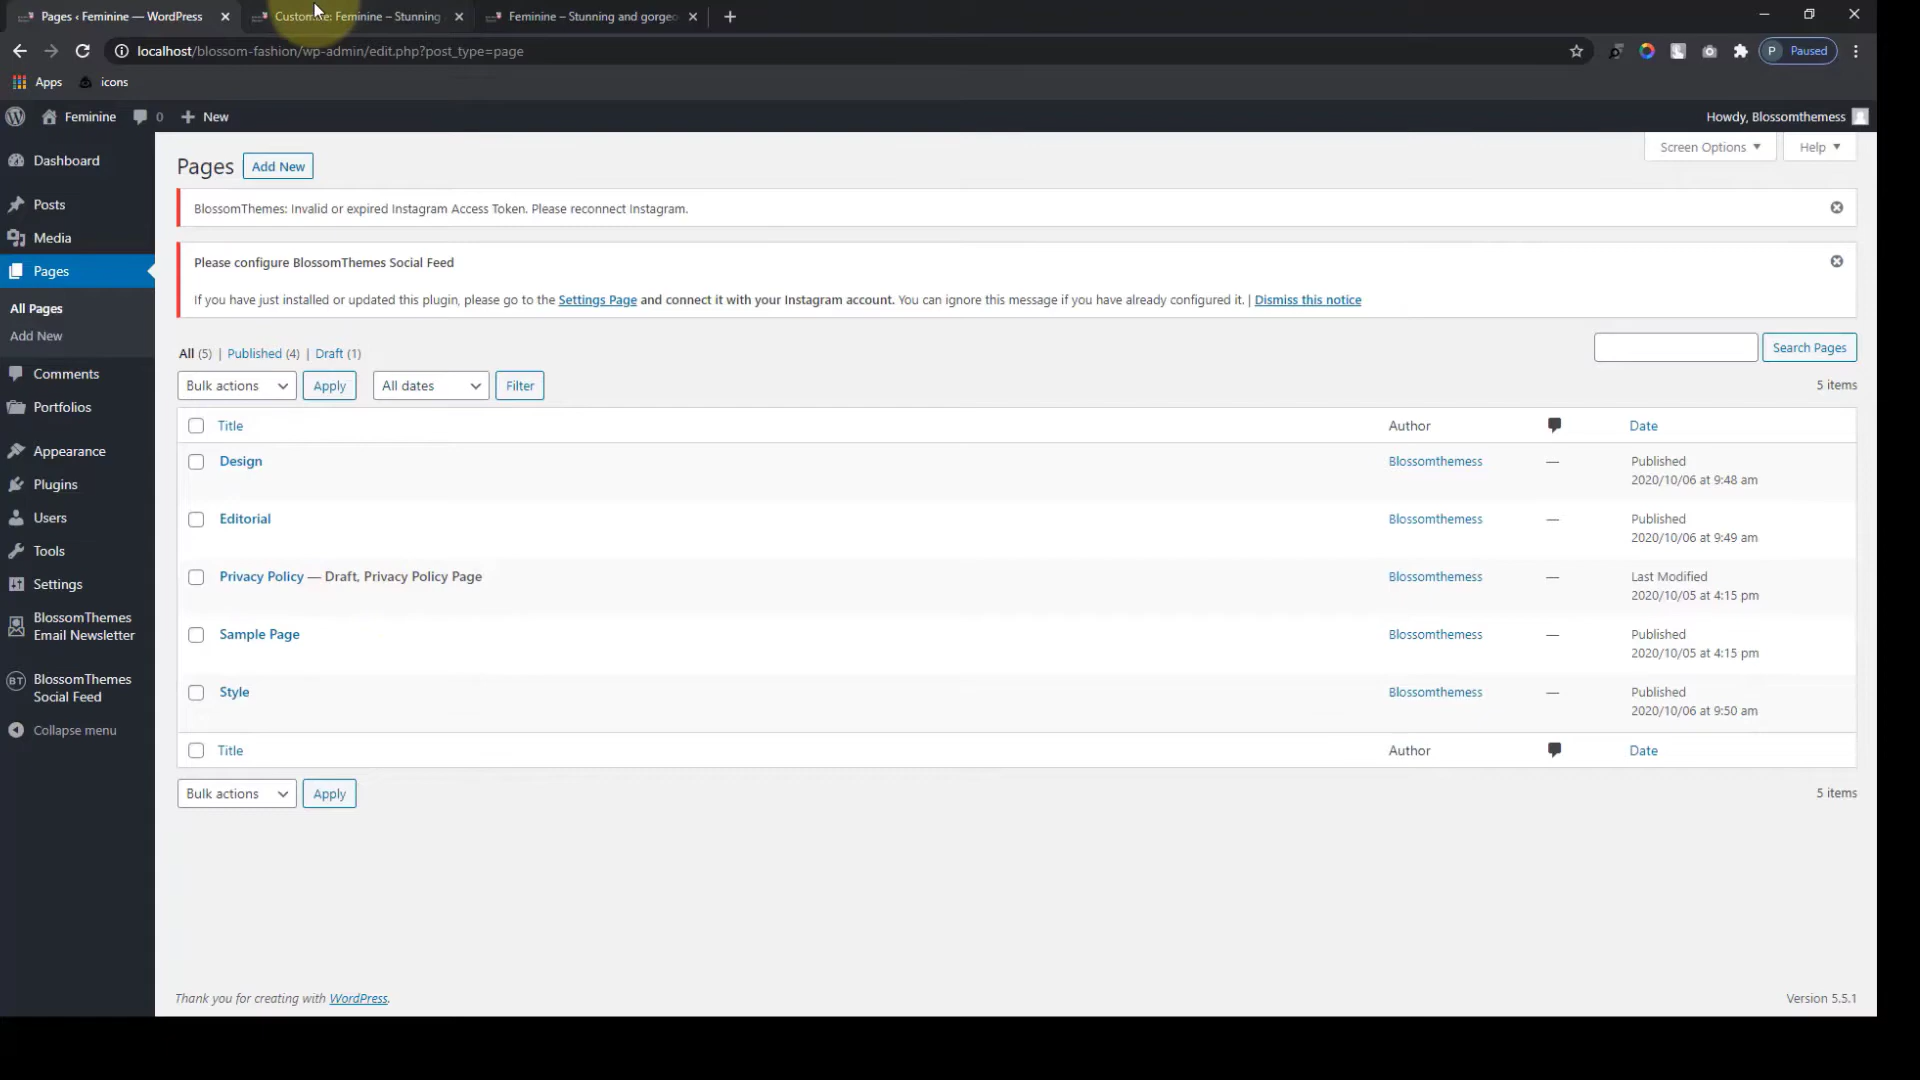 Pages ‹ Feminine — WordPress
Customize: Feminine – Stunning
Feminine – Stunning and gorgeo
localhost/blossom-fashion/wp-admin/edit.php?post_type=page
P Paused
Apps
icons
Feminine
0
New
Howdy, Blossomthemess
Screen Options
Help
Dashboard
Posts
Media
Pages
All Pages
Add New
Comments
Portfolios
Appearance
Plugins
Users
Tools
Settings
BlossomThemes
Email Newsletter
BT
BlossomThemes
Social Feed
Collapse menu
Pages
Add New
BlossomThemes: Invalid or expired Instagram Access Token. Please reconnect Instagram.
Please configure BlossomThemes Social Feed
If you have just installed or updated this plugin, please go to the Settings Page and connect it with your Instagram account. You can ignore this message if you have already configured it. | Dismiss this notice
All (5) | Published (4) | Draft (1)
Search Pages
Bulk actions
Apply
All dates
Filter
5 items
Title
Author
Date
Design
Blossomthemess
—
Published
2020/10/06 at 9:48 am
Editorial
Blossomthemess
—
Published
2020/10/06 at 9:49 am
Privacy Policy — Draft, Privacy Policy Page
Blossomthemess
—
Last Modified
2020/10/05 at 4:15 pm
Sample Page
Blossomthemess
—
Published
2020/10/05 at 4:15 pm
Style
Blossomthemess
—
Published
2020/10/06 at 9:50 am
Title
Author
Date
Bulk actions
Apply
5 items
Thank you for creating with WordPress.
Version 5.5.1